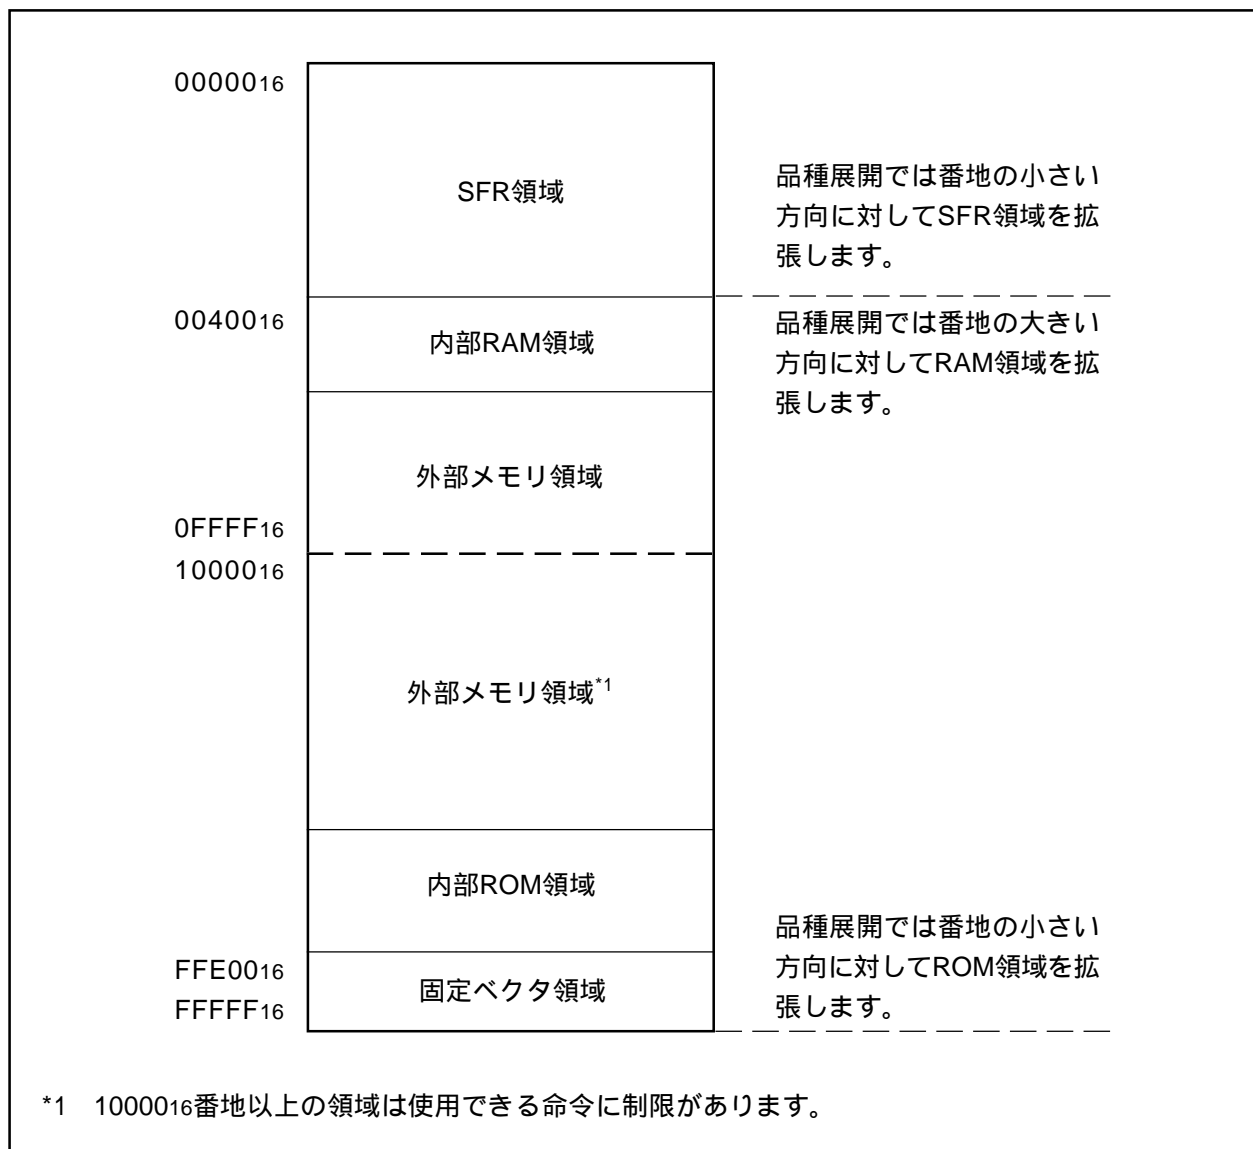 0000016
SFR領域
品種展開では番地の小さい
方向に対してSFR領域を拡
張します。
0040016
内部RAM領域
品種展開では番地の大きい
方向に対してRAM領域を拡
張します。
外部メモリ領域
0FFFF16
1000016
外部メモリ領域*1
内部ROM領域
品種展開では番地の小さい
方向に対してROM領域を拡
張します。
FFE0016
固定ベクタ領域
FFFFF16
*1 1000016番地以上の領域は使用できる命令に制限があります。